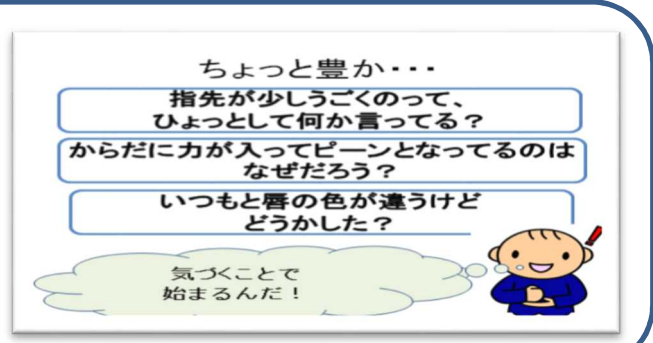 ちょっと豊か・・・
指先が少しうごくのって、
ひょっとして何か言ってる？
からだに力が入ってピーンとなってるのは
なぜだろう？
いつもと唇の色が違うけど
どうかした？
気づくことで
始まるんだ！